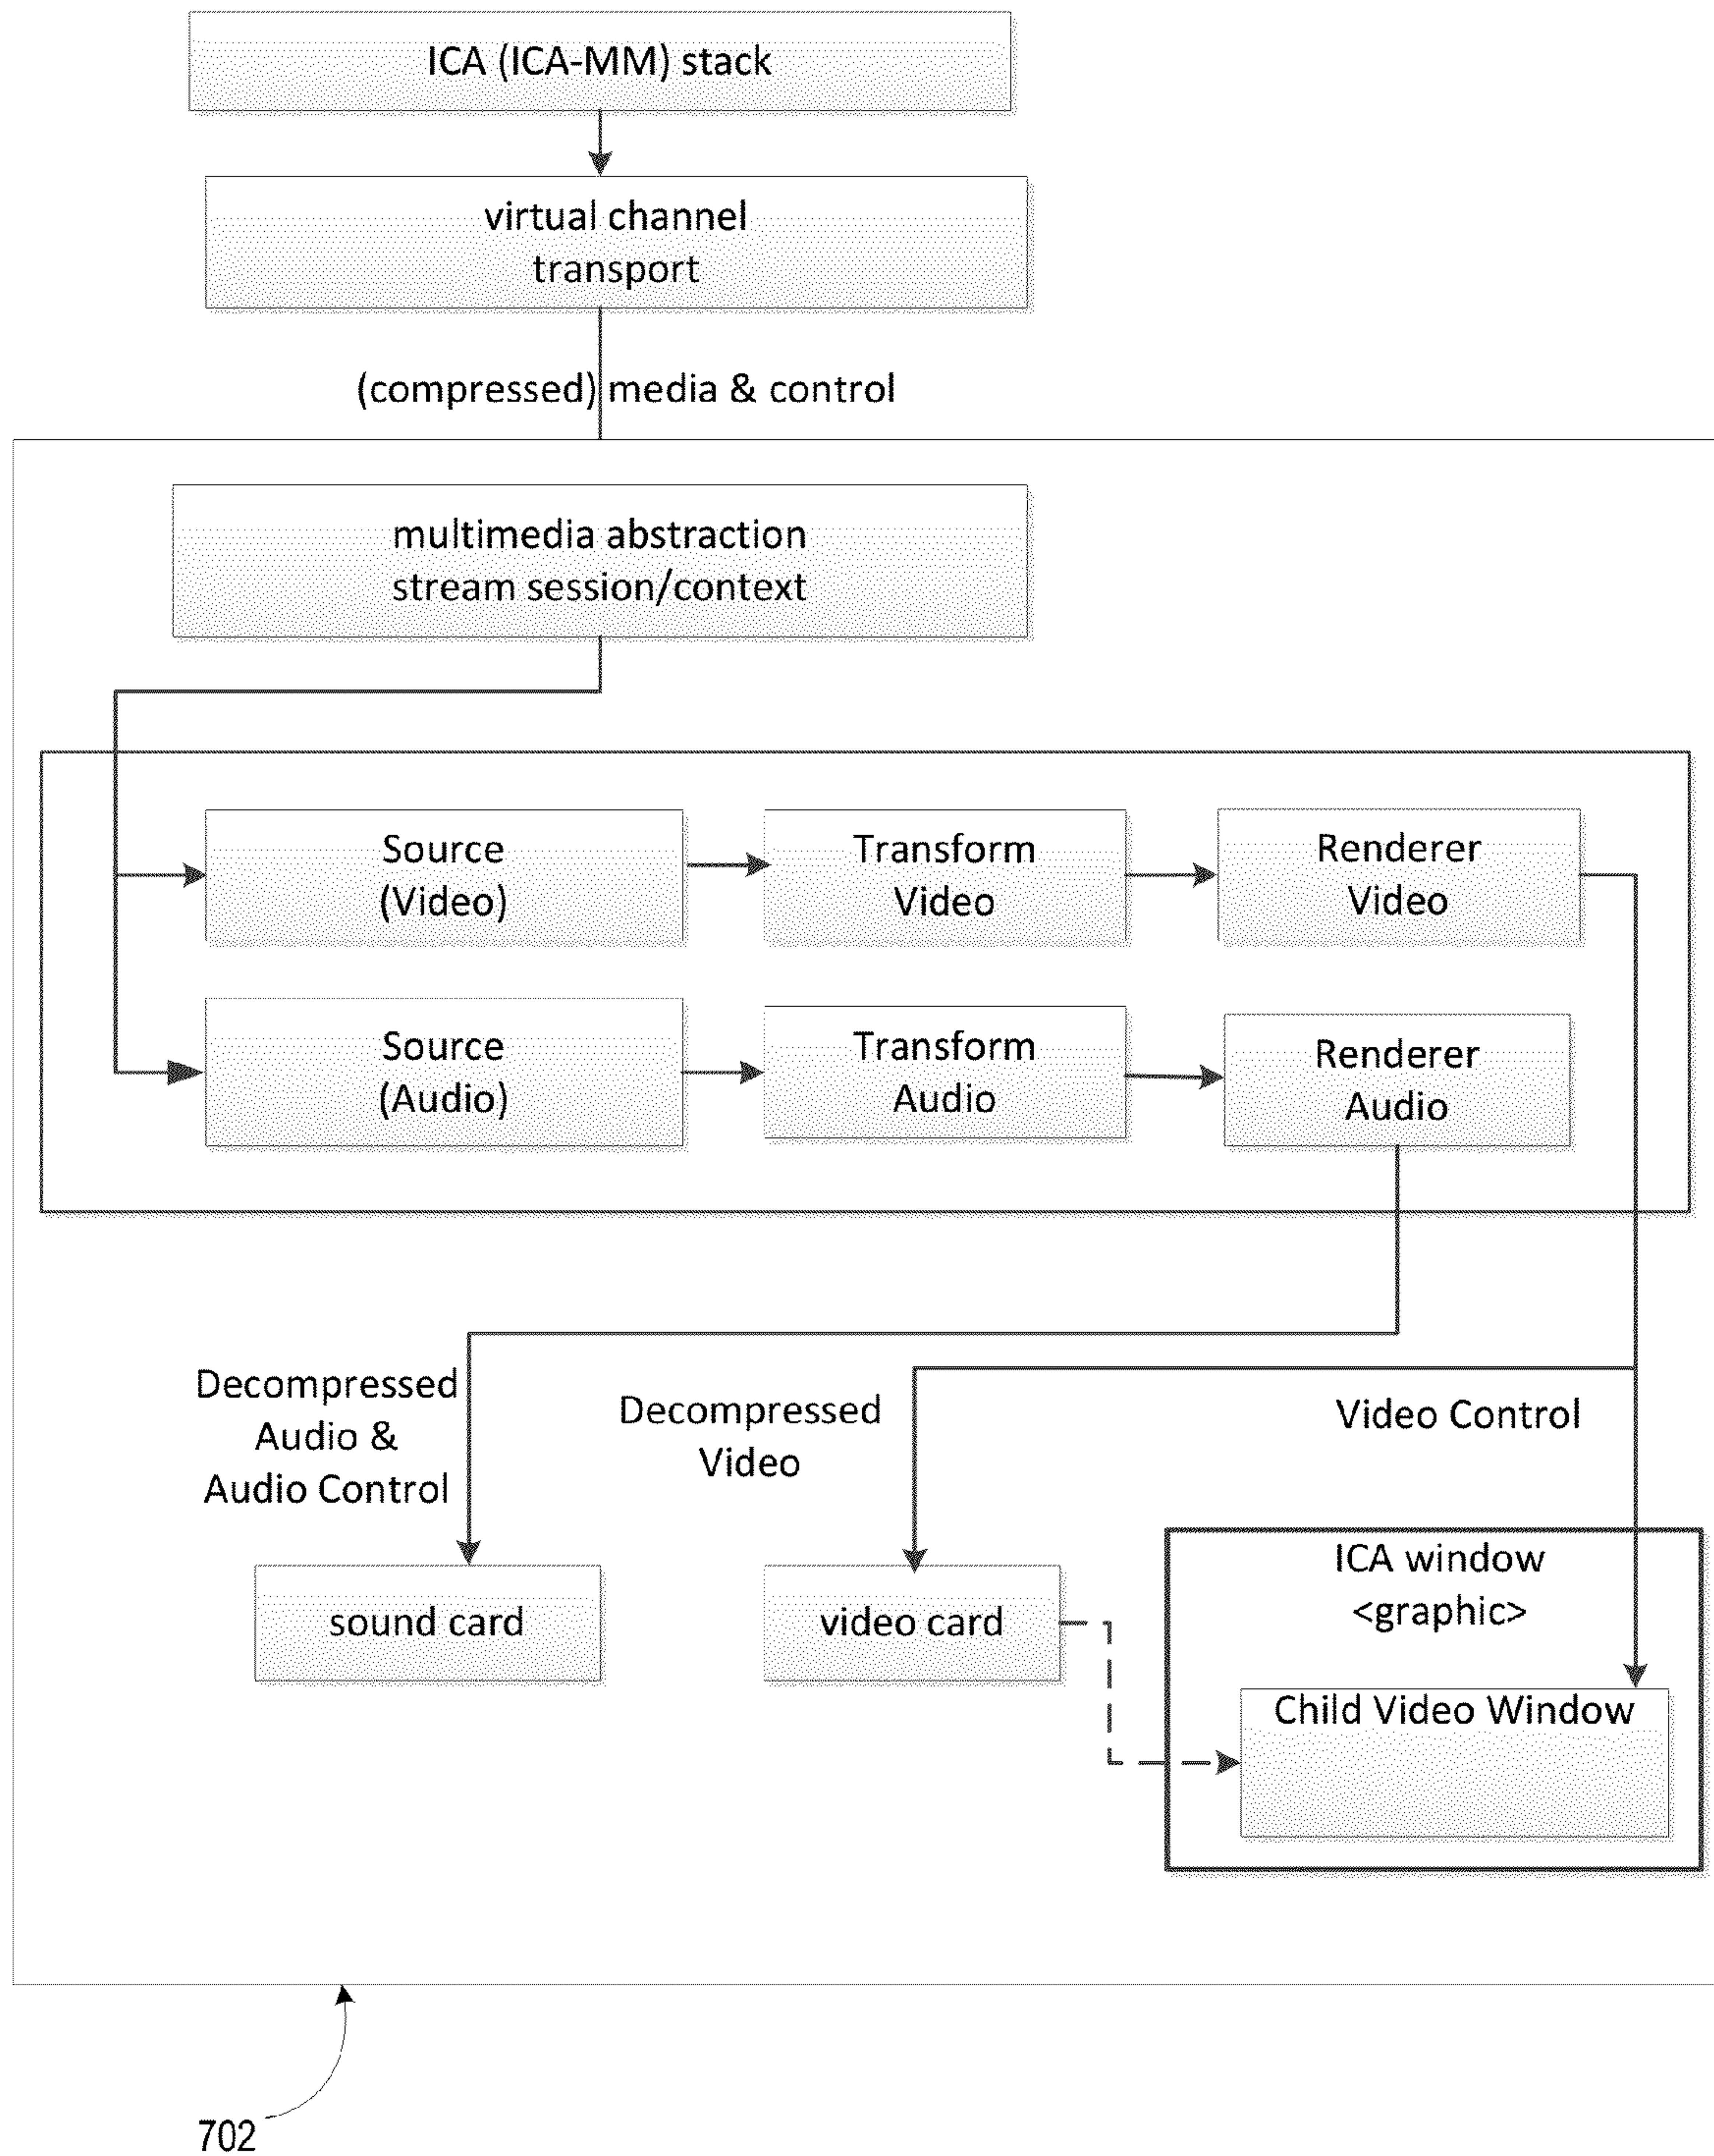 ICA (ICA-MM) stack
virtual channel
transport
(compressed) media & control
multimedia abstraction
stream session/context
Source
(Video)
Transform
Video
Renderer
Video
Source
(Audio)
Transform
Audio
Renderer
Audio
Decompressed
Audio &
Audio Control
Decompressed
Video
Video Control
sound card
video card
ICA window
<graphic>
Child Video Window
702